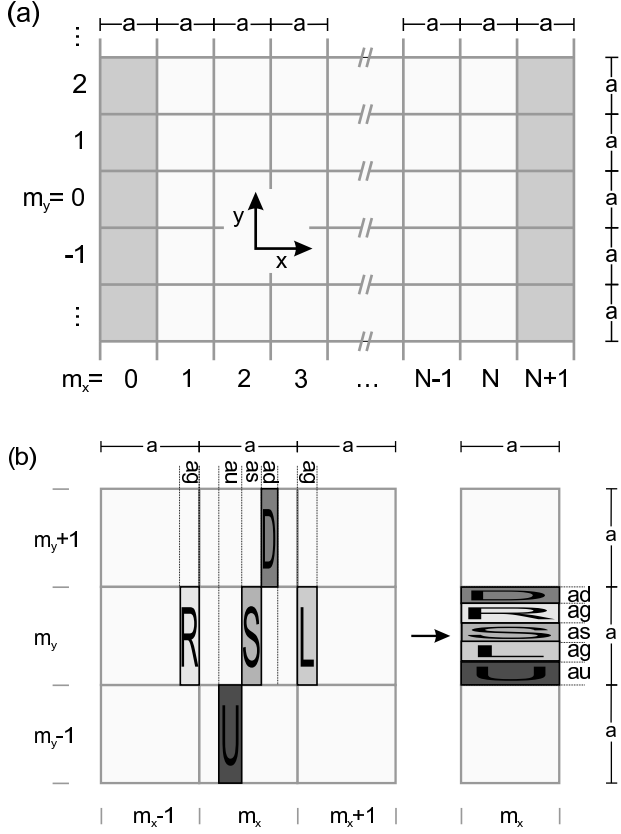 (a)
a a a a a a a
⋮
2
1
m_y= 0
-1
⋮
y
x
a
a
a
a
a
m_x= 0 1 2 3 ... N-1 N N+1
(b)
a a a
ag au as ad ag
m_y+1
m_y
m_y-1
D
R S L
U
m_x-1 m_x m_x+1
a
D ad
R ag
S as
L ag
U au
a
a
a
m_x